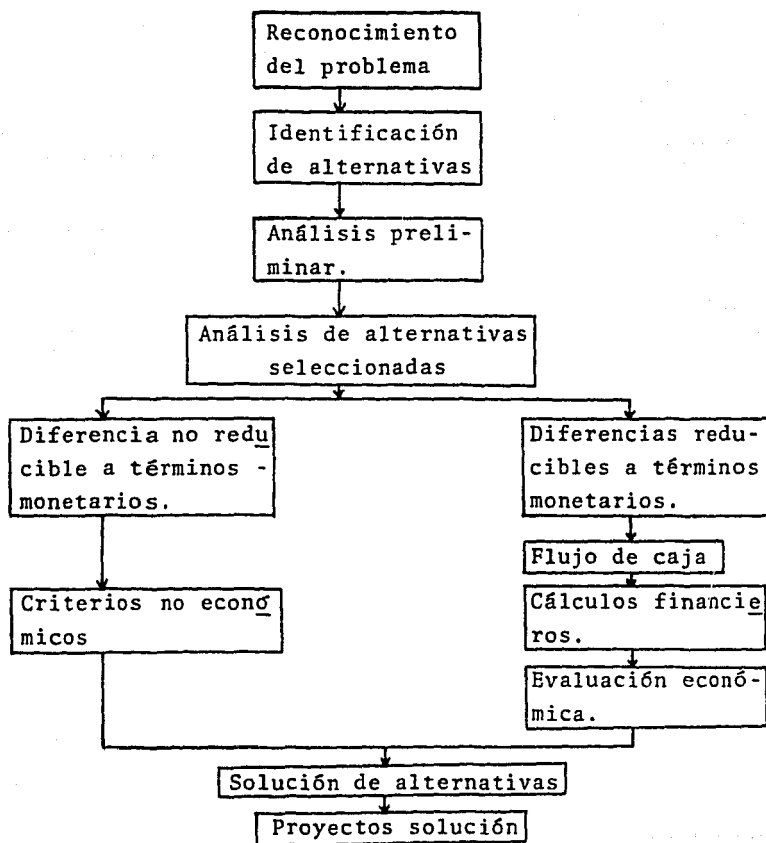 Reconocimiento
del problema
Identificación
de alternativas
Análisis preli-
minar.
Análisis de alternativas
seleccionadas
Diferencia no redu
cible a términos -
monetarios.
Criterios no econó
micos
Diferencias redu-
cibles a términos
monetarios.
Flujo de caja
Cálculos financie
ros.
Evaluación econó-
mica.
Solución de alternativas
Proyectos solución